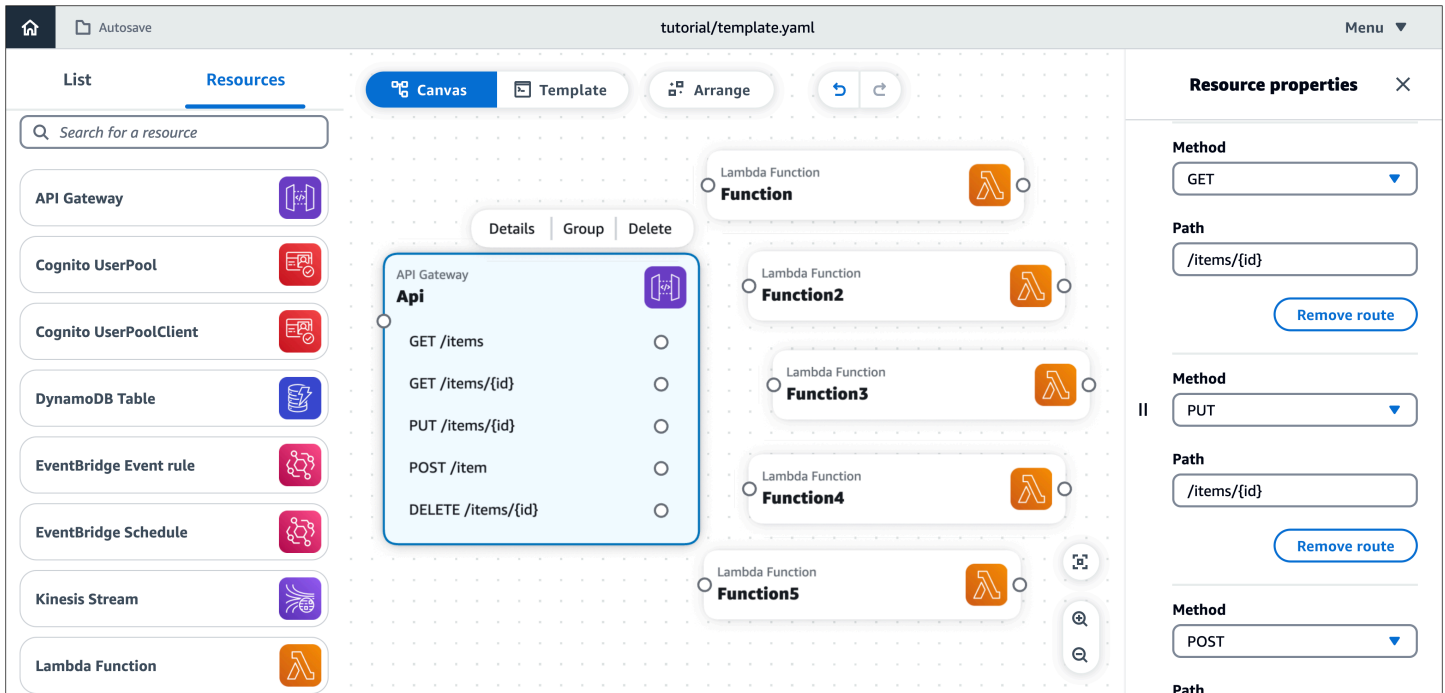 Autosave
tutorial/template.yaml
Menu
List
Resources
Search for a resource
API Gateway
Cognito UserPool
Cognito UserPoolClient
DynamoDB Table
EventBridge Event rule
EventBridge Schedule
Kinesis Stream
Lambda Function
Canvas
Template
Arrange
Details
Group
Delete
API Gateway
Api
GET /items
GET /items/{id}
PUT /items/{id}
POST /item
DELETE /items/{id}
Lambda Function
Function
Lambda Function
Function2
Lambda Function
Function3
Lambda Function
Function4
Lambda Function
Function5
Resource properties
Method
GET
Path
/items/{id}
Remove route
Method
PUT
Path
/items/{id}
Remove route
Method
POST
Path